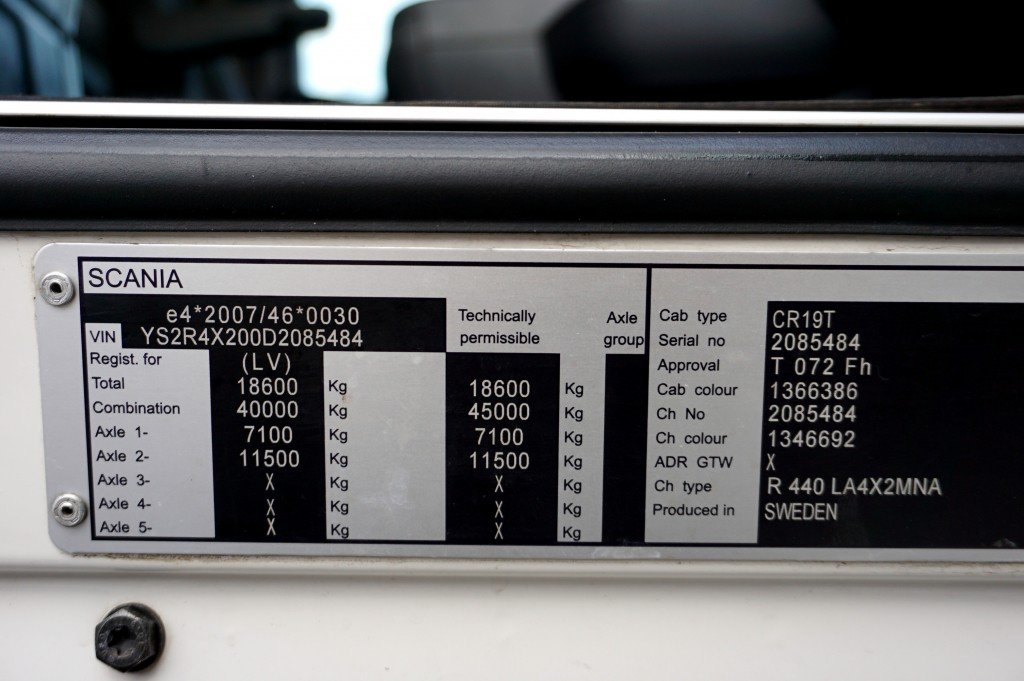 SCANIA
e4*2007/46*0030
VIN YS2R4X200D2085484
Technically permissible
Axle group
Regist. for (LV)
Total 18600 Kg 18600 Kg
Combination 40000 Kg 45000 Kg
Axle 1- 7100 Kg 7100 Kg
Axle 2- 11500 Kg 11500 Kg
Axle 3- X Kg X Kg
Axle 4- X Kg X Kg
Axle 5- X Kg X Kg
Cab type CR19T
Serial no 2085484
Approval T 072 Fh
Cab colour 1366386
Ch No 2085484
Ch colour 1346692
ADR GTW X
Ch type R 440 LA4X2MNA
Produced in SWEDEN